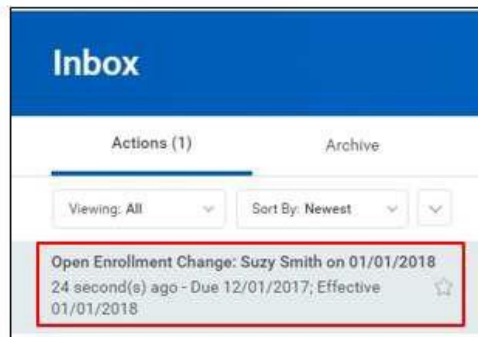 Inbox
Actions (1) Archive
Viewing: All Sort By: Newest
Open Enrollment Change: Suzy Smith on 01/01/2018
24 second(s) ago - Due 12/01/2017; Effective
01/01/2018